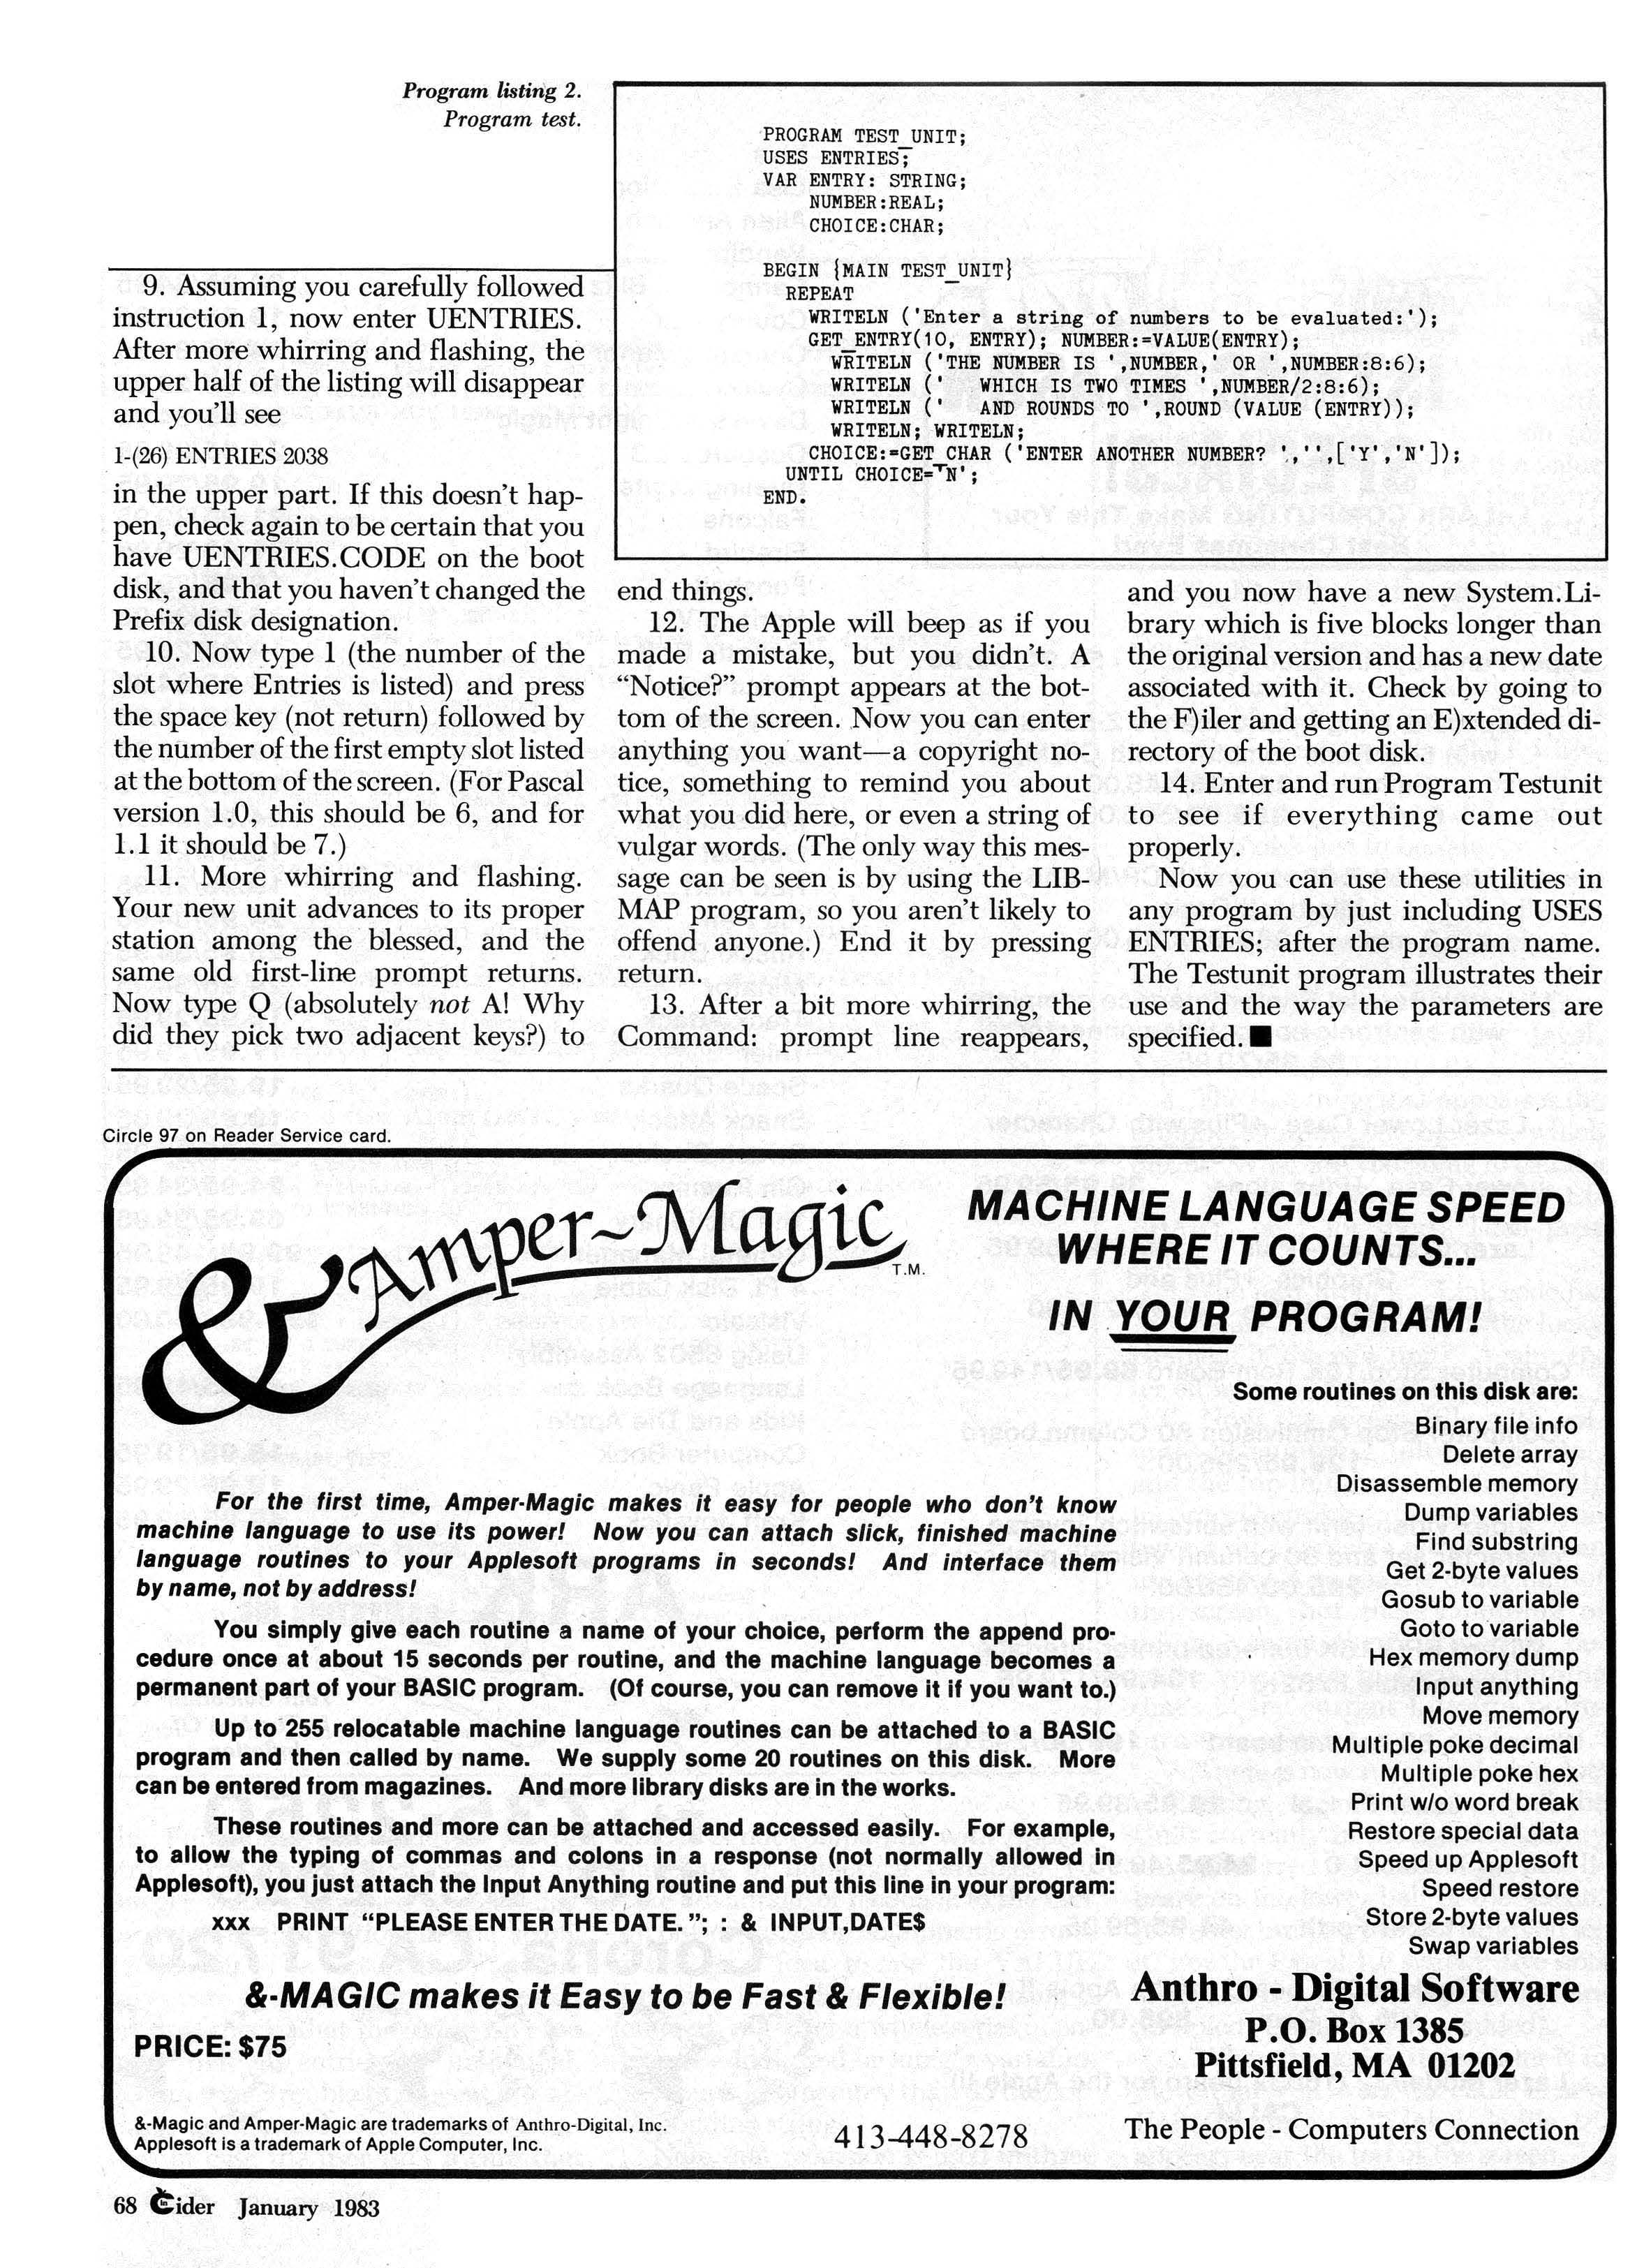 Program listing 2.
Program test.
PROGRAM TEST_UNIT;
USES ENTRIES;
VAR ENTRY: STRING;
NUMBER:REAL;
CHOICE:CHAR;
BEGIN {MAIN TEST_UNIT}
REPEAT
WRITELN ('Enter a string of numbers to be evaluated:');
GET_ENTRY(10, ENTRY); NUMBER:=VALUE(ENTRY);
WRITELN ('THE NUMBER IS ',NUMBER,' OR ',NUMBER:8:6);
WRITELN ('   WHICH IS TWO TIMES ',NUMBER/2:8:6);
WRITELN ('   AND ROUNDS TO ',ROUND (VALUE (ENTRY));
WRITELN; WRITELN;
CHOICE:=GET_CHAR ('ENTER ANOTHER NUMBER? ','',['Y','N']);
UNTIL CHOICE='N';
END.
9. Assuming you carefully followed
instruction 1, now enter UENTRIES.
After more whirring and flashing, the
upper half of the listing will disappear
and you'll see
1-(26) ENTRIES 2038
in the upper part. If this doesn't hap-
pen, check again to be certain that you
have UENTRIES.CODE on the boot
disk, and that you haven't changed the
Prefix disk designation.
10. Now type 1 (the number of the
slot where Entries is listed) and press
the space key (not return) followed by
the number of the first empty slot listed
at the bottom of the screen. (For Pascal
version 1.0, this should be 6, and for
1.1 it should be 7.)
11. More whirring and flashing.
Your new unit advances to its proper
station among the blessed, and the
same old first-line prompt returns.
Now type Q (absolutely not A! Why
did they pick two adjacent keys?) to
end things.
12. The Apple will beep as if you
made a mistake, but you didn't. A
“Notice?” prompt appears at the bot-
tom of the screen. Now you can enter
anything you want—a copyright no-
tice, something to remind you about
what you did here, or even a string of
vulgar words. (The only way this mes-
sage can be seen is by using the LIB-
MAP program, so you aren't likely to
offend anyone.) End it by pressing
return.
13. After a bit more whirring, the
Command: prompt line reappears,
and you now have a new System.Li-
brary which is five blocks longer than
the original version and has a new date
associated with it. Check by going to
the F)iler and getting an E)xtended di-
rectory of the boot disk.
14. Enter and run Program Testunit
to see if everything came out
properly.
Now you can use these utilities in
any program by just including USES
ENTRIES; after the program name.
The Testunit program illustrates their
use and the way the parameters are
specified. ■
Circle 97 on Reader Service card.
& Amper~Magic T.M.
MACHINE LANGUAGE SPEED
WHERE IT COUNTS...
IN YOUR PROGRAM!
For the first time, Amper-Magic makes it easy for people who don't know
machine language to use its power! Now you can attach slick, finished machine
language routines to your Applesoft programs in seconds! And interface them
by name, not by address!
You simply give each routine a name of your choice, perform the append pro-
cedure once at about 15 seconds per routine, and the machine language becomes a
permanent part of your BASIC program. (Of course, you can remove it if you want to.)
Up to 255 relocatable machine language routines can be attached to a BASIC
program and then called by name. We supply some 20 routines on this disk. More
can be entered from magazines. And more library disks are in the works.
These routines and more can be attached and accessed easily. For example,
to allow the typing of commas and colons in a response (not normally allowed in
Applesoft), you just attach the Input Anything routine and put this line in your program:
xxx PRINT “PLEASE ENTER THE DATE. ”; : & INPUT,DATE$
&-MAGIC makes it Easy to be Fast & Flexible!
PRICE: $75
&-Magic and Amper-Magic are trademarks of Anthro-Digital, Inc.
Applesoft is a trademark of Apple Computer, Inc.
413-448-8278
Some routines on this disk are:
Binary file info
Delete array
Disassemble memory
Dump variables
Find substring
Get 2-byte values
Gosub to variable
Goto to variable
Hex memory dump
Input anything
Move memory
Multiple poke decimal
Multiple poke hex
Print w/o word break
Restore special data
Speed up Applesoft
Speed restore
Store 2-byte values
Swap variables
Anthro - Digital Software
P.O. Box 1385
Pittsfield, MA 01202
The People - Computers Connection
68 inCider January 1983